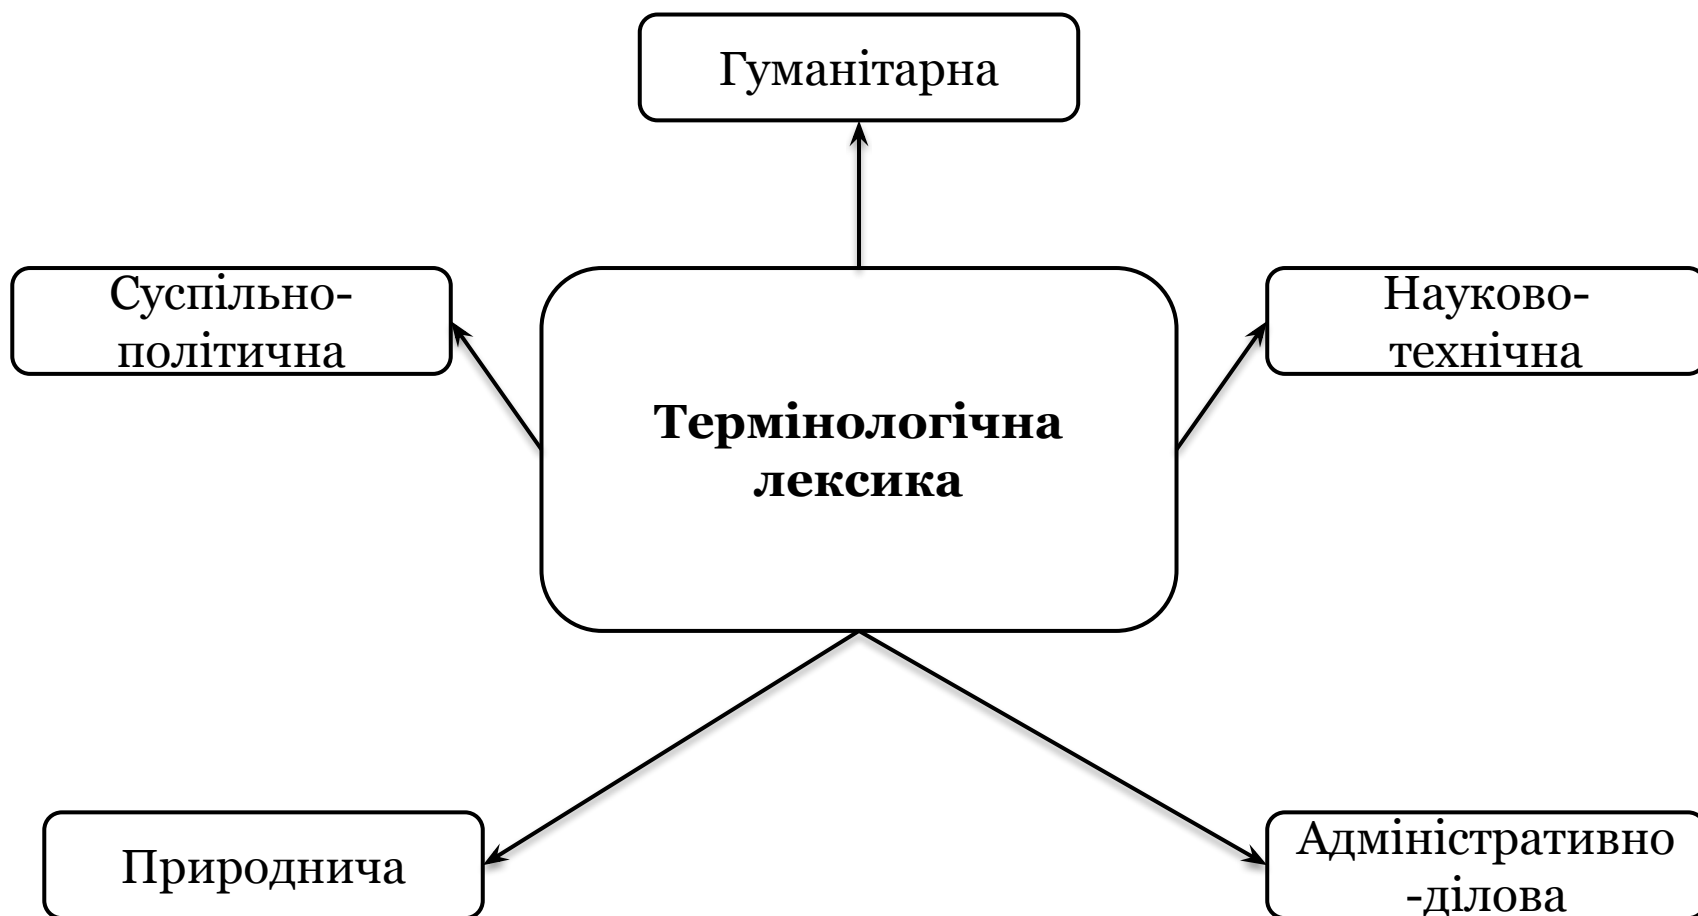 Гуманітарна
Суспільно-
політична
Науково-
технічна
Термінологічна
лексика
Природнича
Адміністративно
-ділова